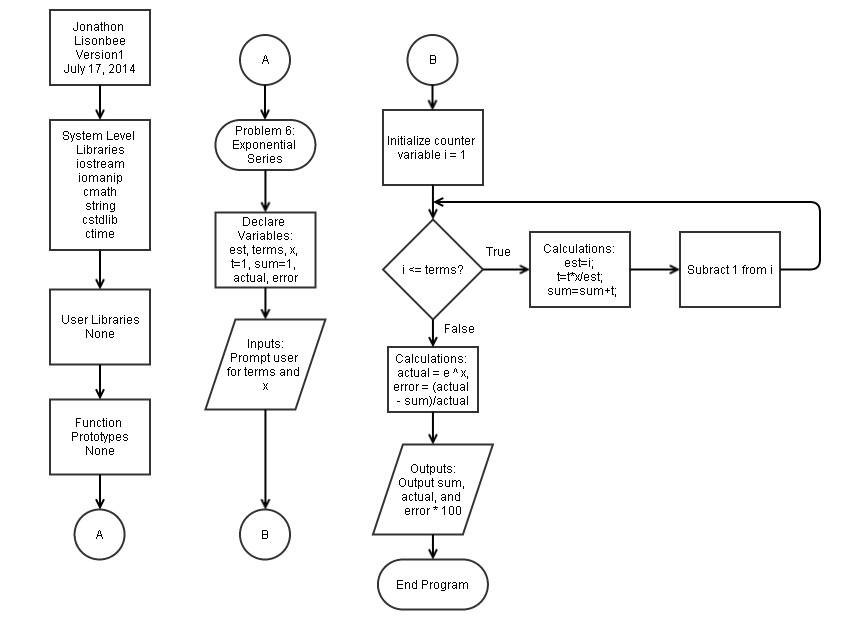 Jonathon
Lisonbee
Version1
July 17, 2014
System Level
Libraries
iostream
iomanip
cmath
string
cstdlib
ctime
User Libraries
None
Function
Prototypes
None
A
A
Problem 6:
Exponential
Series
Declare
Variables:
est, terms, x,
t=1, sum=1,
actual, error
Inputs:
Prompt user
for terms and
x
B
B
Initialize counter
variable i = 1
i <= terms?
True
Calculations:
est=i;
t=t*x/est;
sum=sum+t;
Subract 1 from i
False
Calculations:
actual = e ^ x,
error = (actual
- sum)/actual
Outputs:
Output sum,
actual, and
error * 100
End Program